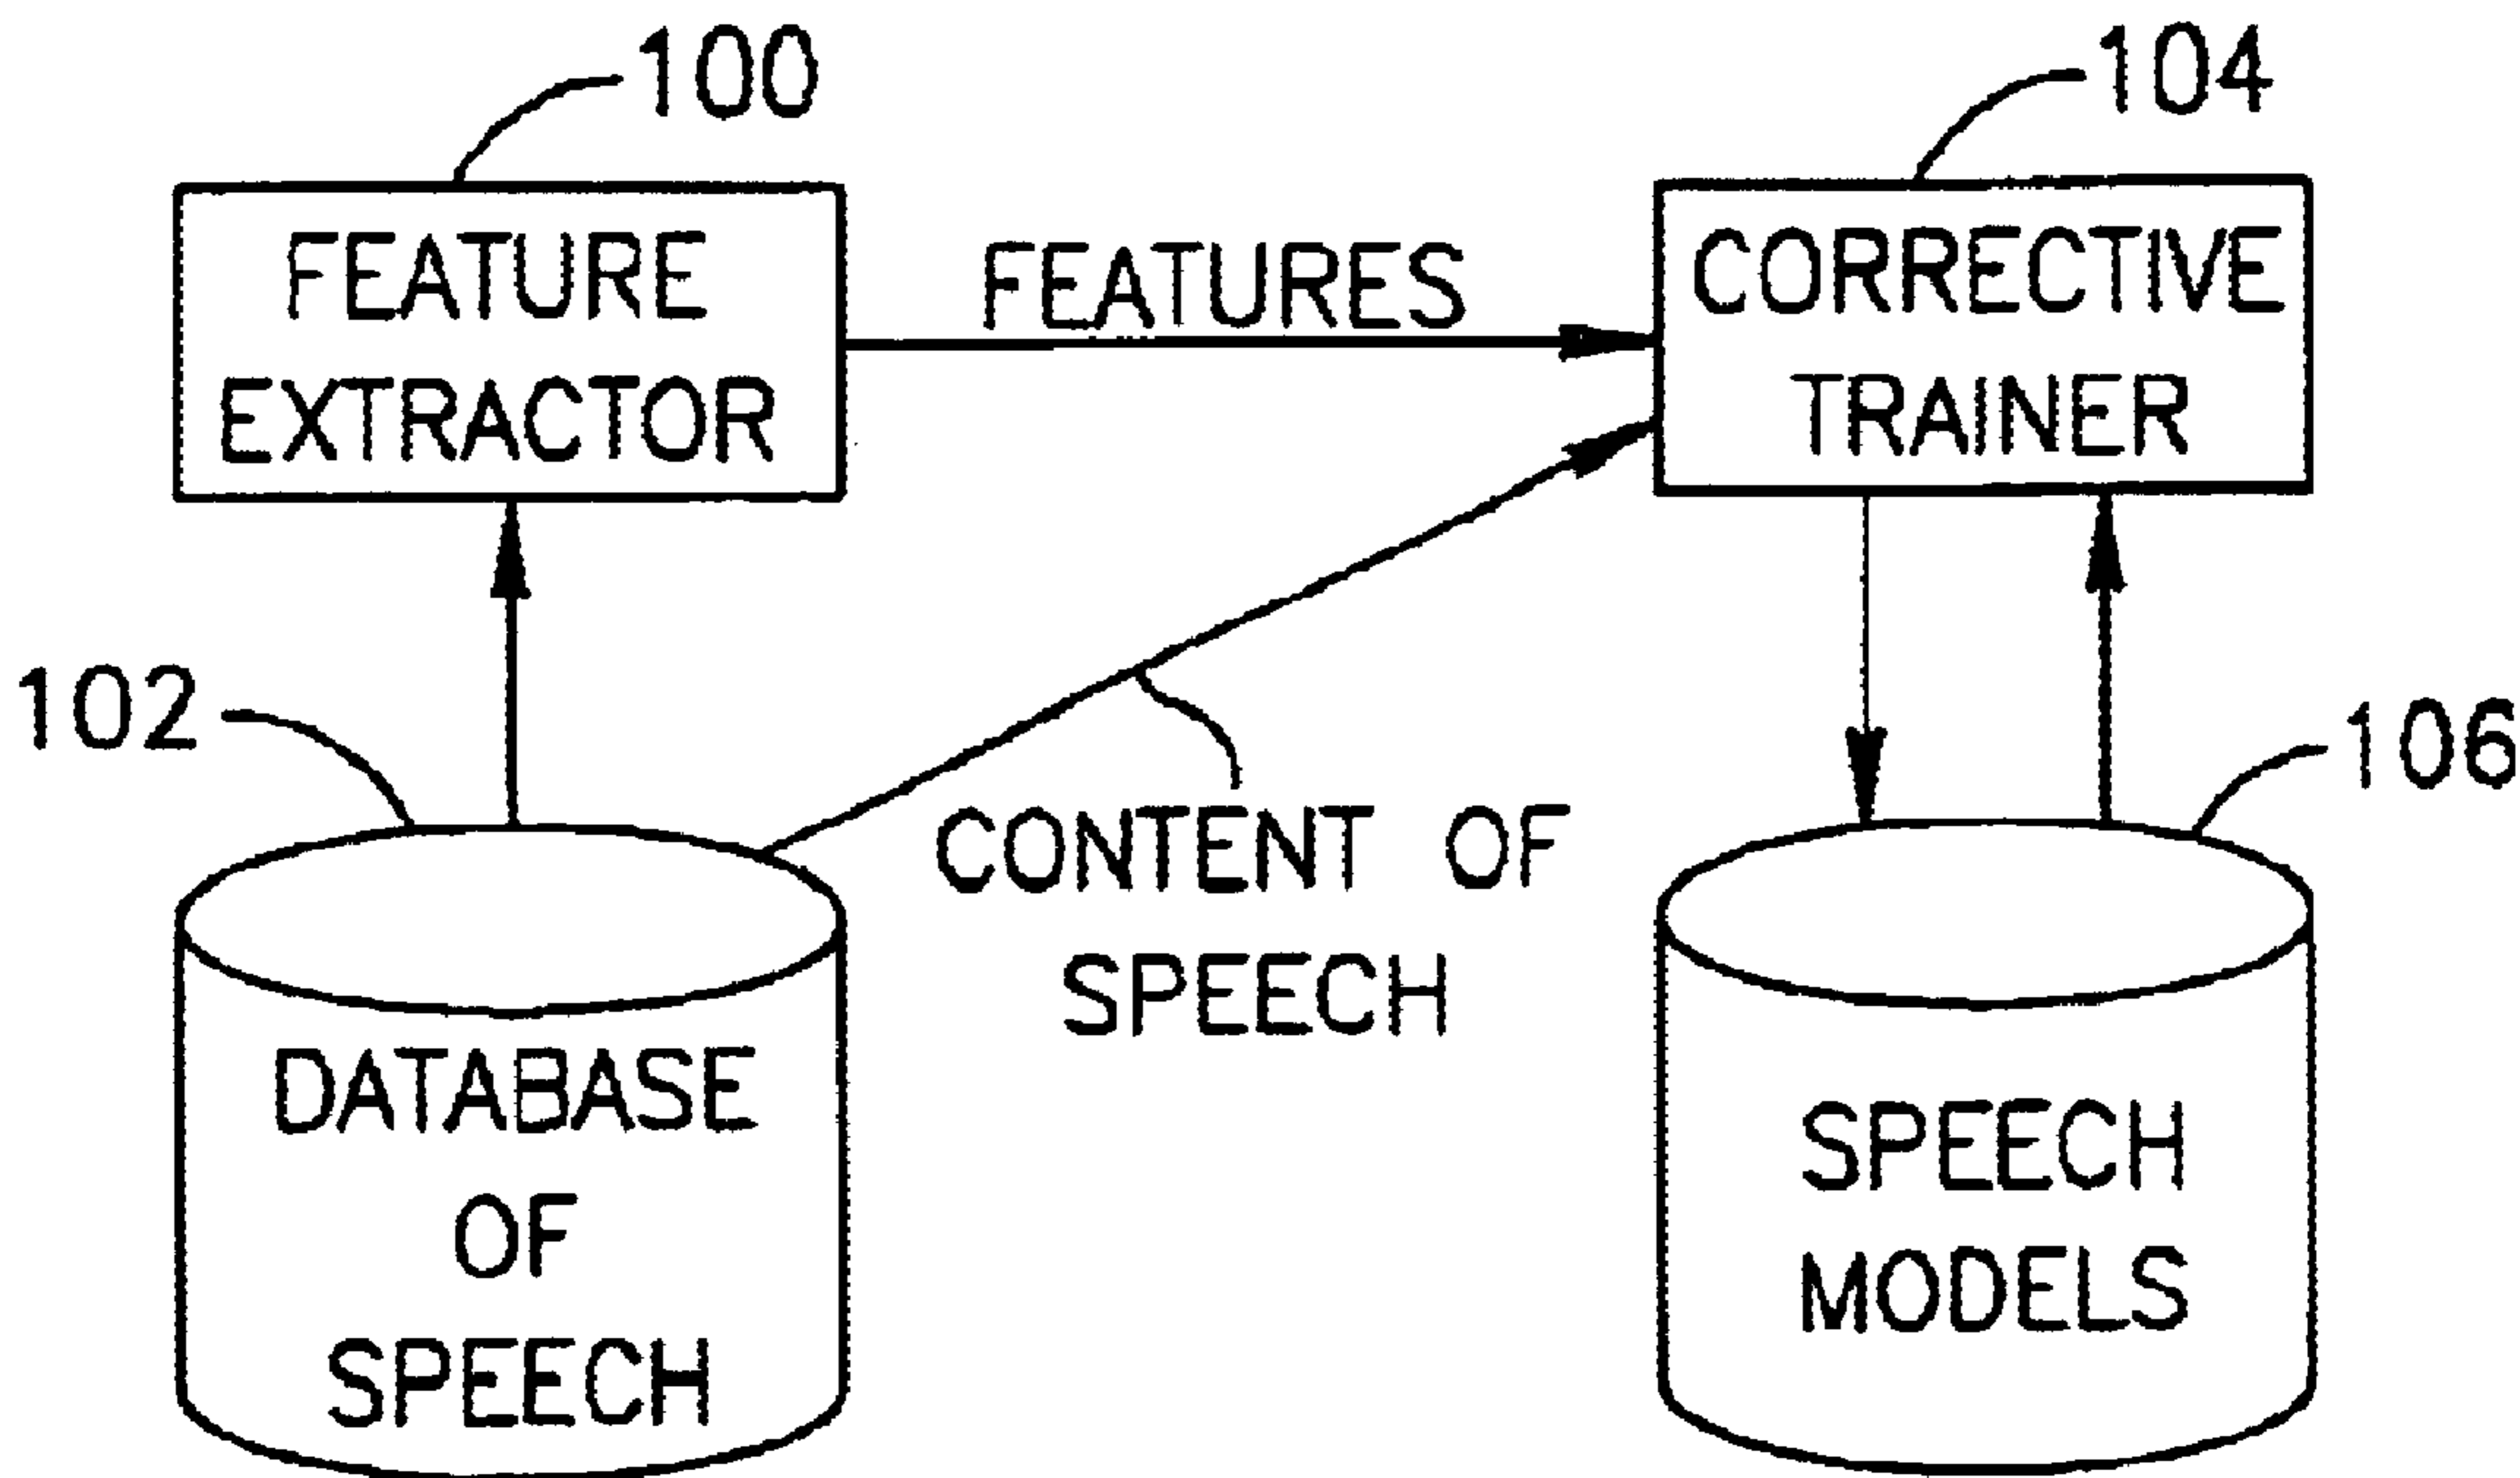 100
104
FEATURE
EXTRACTOR
FEATURES
CORRECTIVE
TRAINER
102
106
CONTENT OF
SPEECH
DATABASE
OF
SPEECH
SPEECH
MODELS